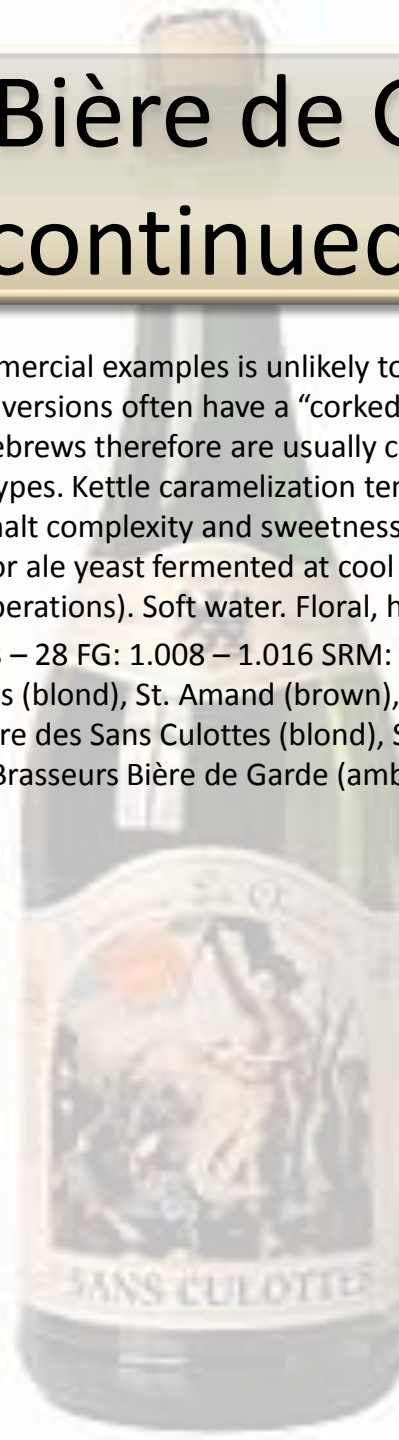 Bière de
continued
mercial examples is unlikely to
versions often have a “corked
ebrews therefore are usually c
ypes. Kettle caramelization ter
alt complexity and sweetness
or ale yeast fermented at cool
perations). Soft water. Floral, h
– 28 FG: 1.008 – 1.016 SRM:
s (blond), St. Amand (brown),
re des Sans Culottes (blond), S
Brasseurs Bière de Garde (amb
SANS CULOTTES